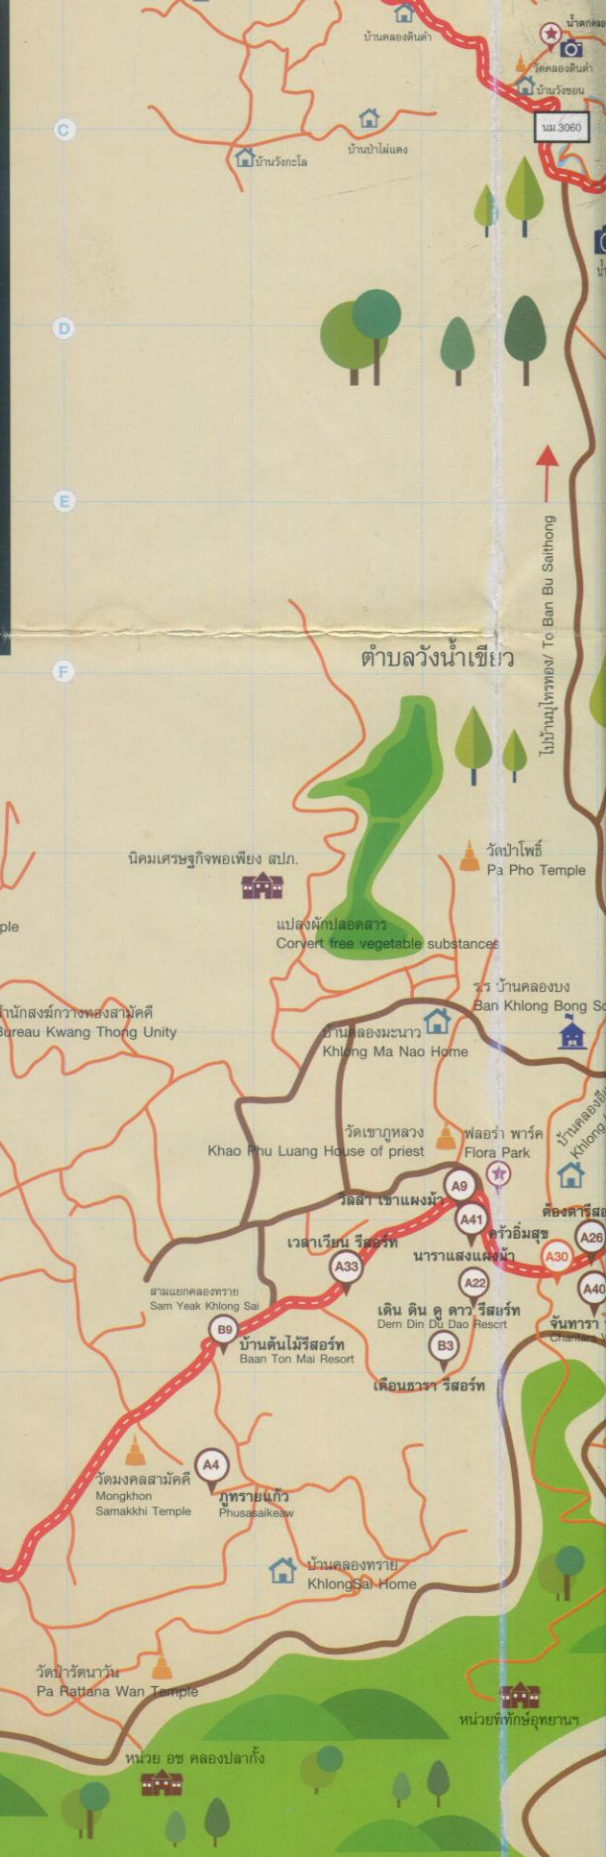 บ้านคลองดินดำ
วัดคลองดินดำ
บ้านวังขอน
C
นม.3060
บ้านวังกะโล
บ้านป่าไผ่แดง
D
E
ไปบ้านบุไทรทอง/ To Ban Bu Saithong
F
ตำบลวังน้ำเขียว
นิคมเศรษฐกิจพอเพียง สปภ.
วัดป่าโพธิ์
Pa Pho Temple
แปลงผักปลอดสาร
Corvert free vegetable substances
ple
สำนักสงฆ์กวางทองสามัคคี
Bureau Kwang Thong Unity
รร บ้านคลองบง
Ban Khlong Bong Sc
บ้านคลองมะนาว
Khlong Ma Nao Home
วัดเขาภูหลวง
Khao Phu Luang House of priest
ฟลอร่า พาร์ค
Flora Park
Khlong
A9
วิลล่า เขาแผงม้า
A41
นาราแสงแผงม้า
ครัวอิ่มสุข
A30
A26
เวลาเวียน รีสอร์ท
A33
A22
เดิน ดิน ดู ดาว รีสอร์ท
Dern Din Du Dao Resort
A40
จันทารา
สามแยกคลองทราย
Sam Yeak Khlong Sai
B9
บ้านต้นไม้รีสอร์ท
Baan Ton Mai Resort
B3
เดือนธารา รีสอร์ท
วัดมงคลสามัคคี
Mongkhon
Samakkhi Temple
A4
ภูทรายแก้ว
Phusasaikeaw
บ้านคลองทราย
KhlongSai Home
วัดป่ารัตนาวัน
Pa Rattana Wan Temple
หน่วยพิทักษ์อุทยานฯ
หน่วย อช คลองปลากั้ง